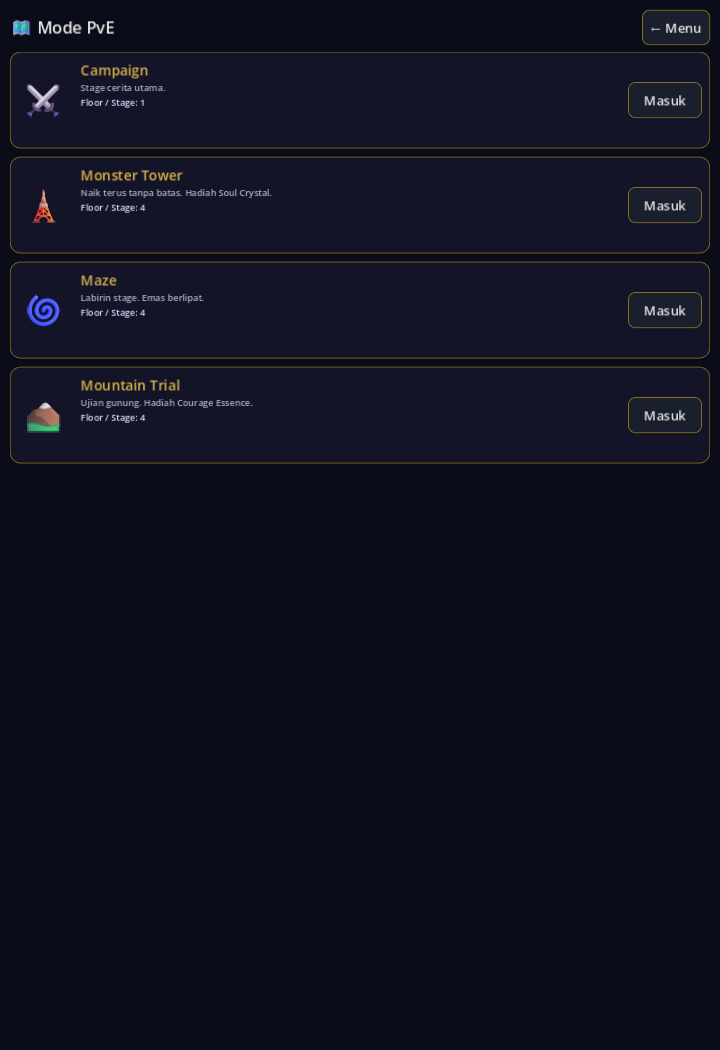 Mode PvE
← Menu
Campaign
Stage cerita utama.
Floor / Stage: 1
Masuk
Monster Tower
Naik terus tanpa batas. Hadiah Soul Crystal.
Floor / Stage: 4
Masuk
Maze
Labirin stage. Emas berlipat.
Floor / Stage: 4
Masuk
Mountain Trial
Ujian gunung. Hadiah Courage Essence.
Floor / Stage: 4
Masuk